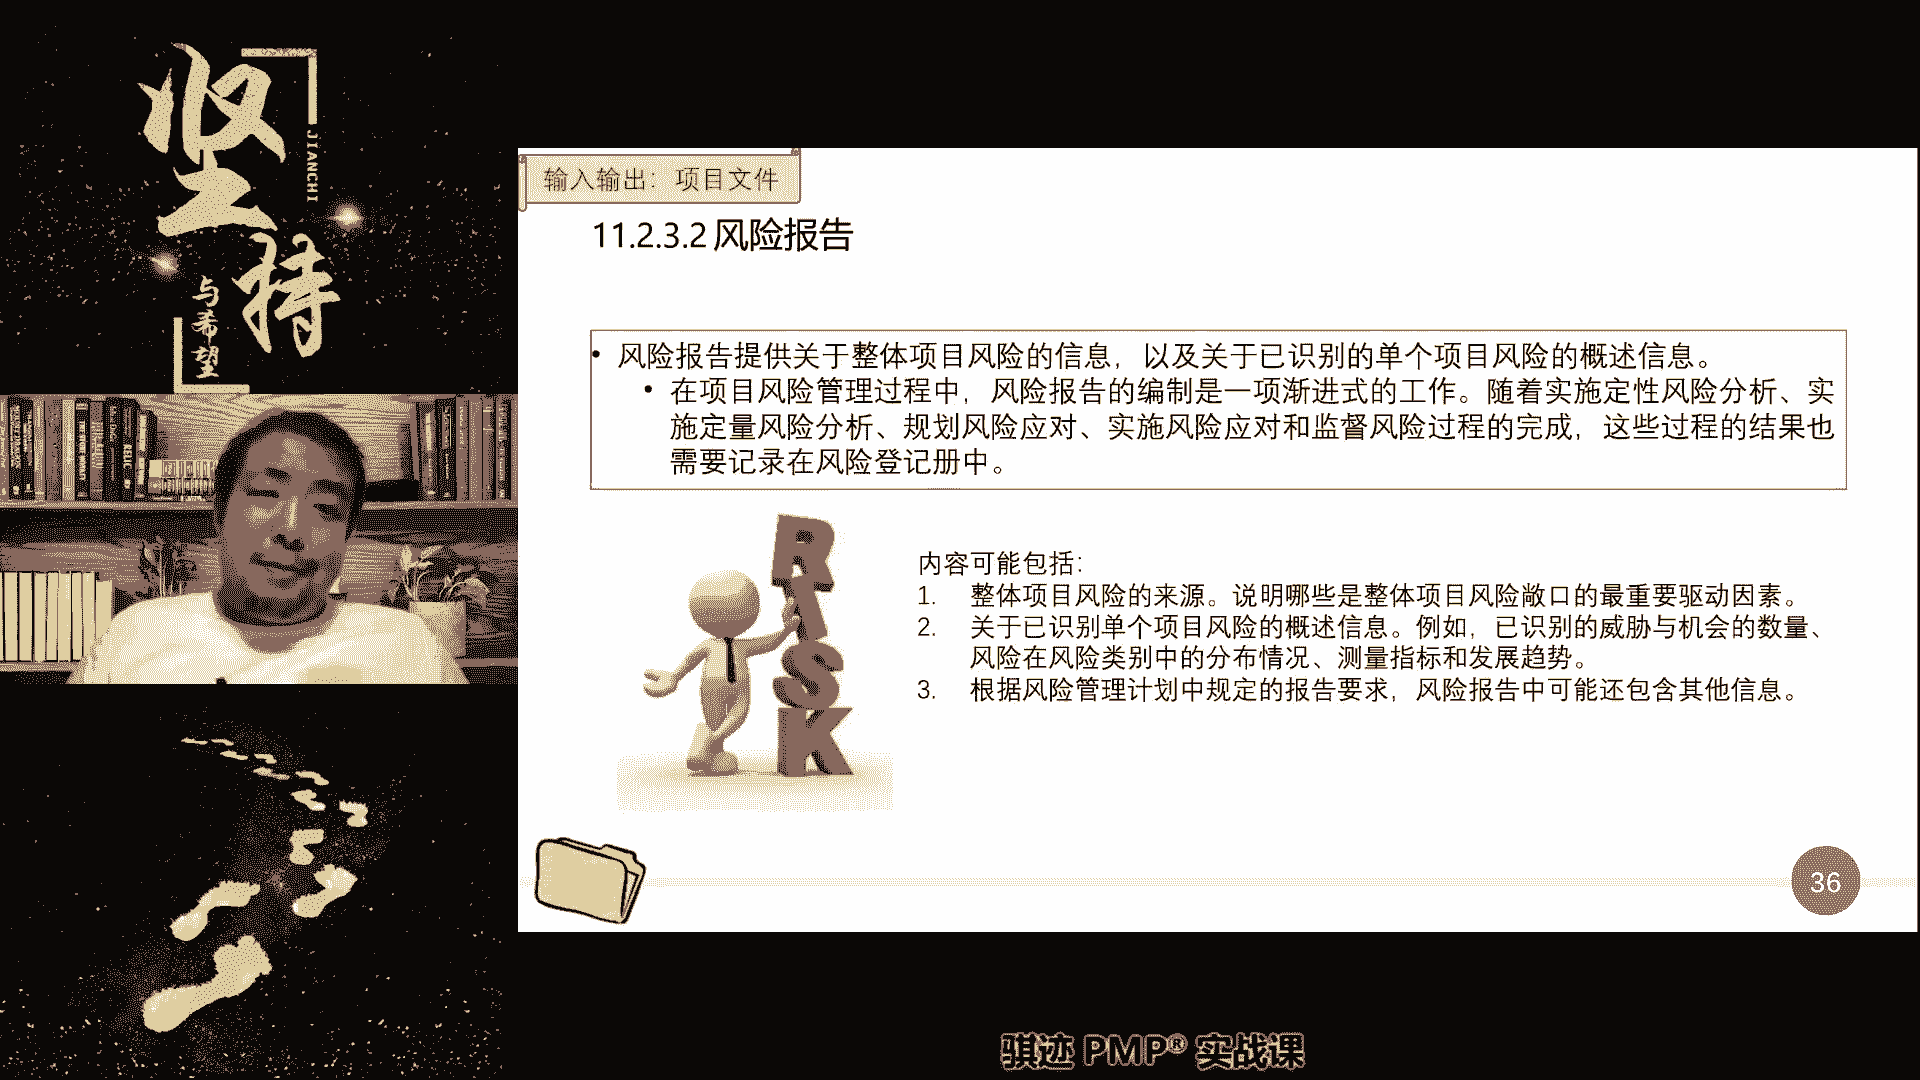 坚持
JIANCHI
与希望
输入输出：项目文件
11.2.3.2 风险报告
• 风险报告提供关于整体项目风险的信息，以及关于已识别的单个项目风险的概述信息。
• 在项目风险管理过程中，风险报告的编制是一项渐进式的工作。随着实施定性风险分析、实
施定量风险分析、规划风险应对、实施风险应对和监督风险过程的完成，这些过程的结果也
需要记录在风险登记册中。
RISK
内容可能包括:
1. 整体项目风险的来源。说明哪些是整体项目风险敞口的最重要驱动因素。
2. 关于已识别单个项目风险的概述信息。例如，已识别的威胁与机会的数量、
风险在风险类别中的分布情况、测量指标和发展趋势。
3. 根据风险管理计划中规定的报告要求，风险报告中可能还包含其他信息。
36
骐迹 PMP® 实战课